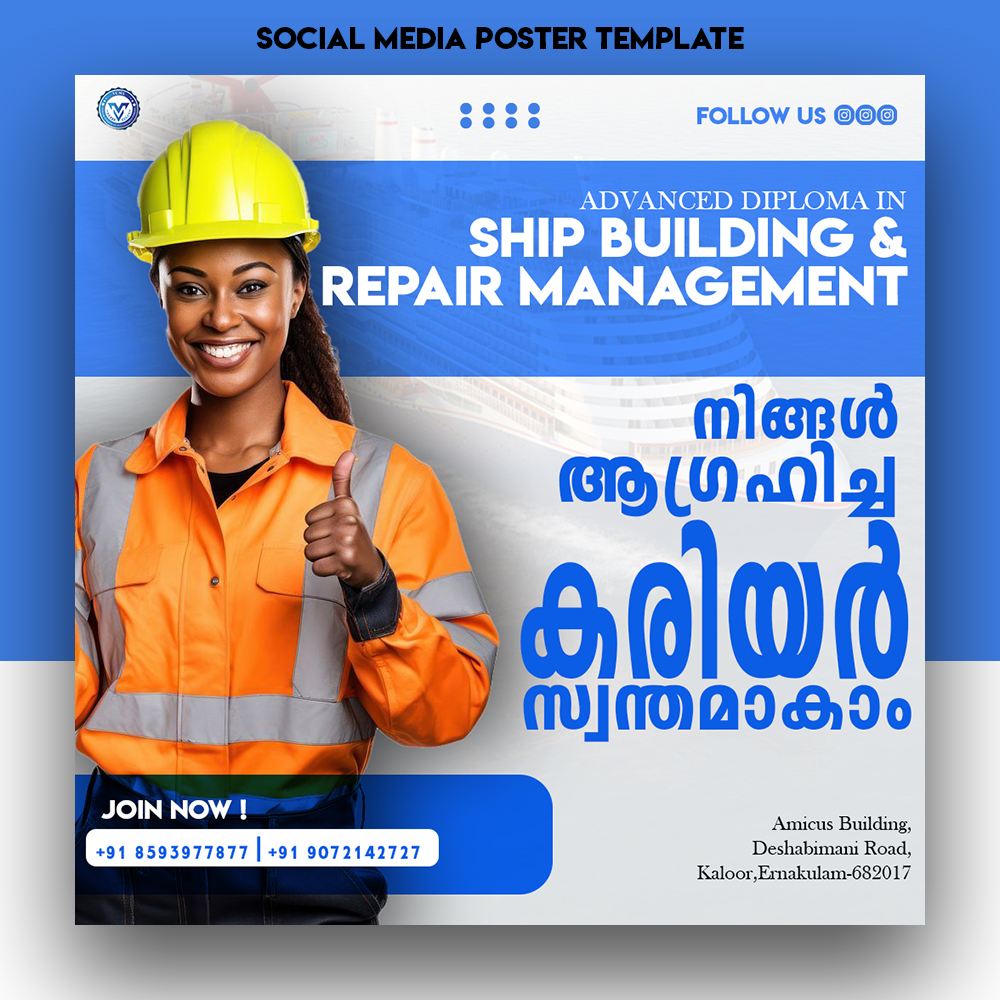 SOCIAL MEDIA POSTER TEMPLATE
FOLLOW US
ADVANCED DIPLOMA IN
SHIP BUILDING &
REPAIR MANAGEMENT
നിങ്ങൾ
ആഗ്രഹിച്ച
കരിയർ
സ്വന്തമാകാം
JOIN NOW !
+91 8593977877 | +91 9072142727
Amicus Building,
Deshabimani Road,
Kaloor,Ernakulam-682017